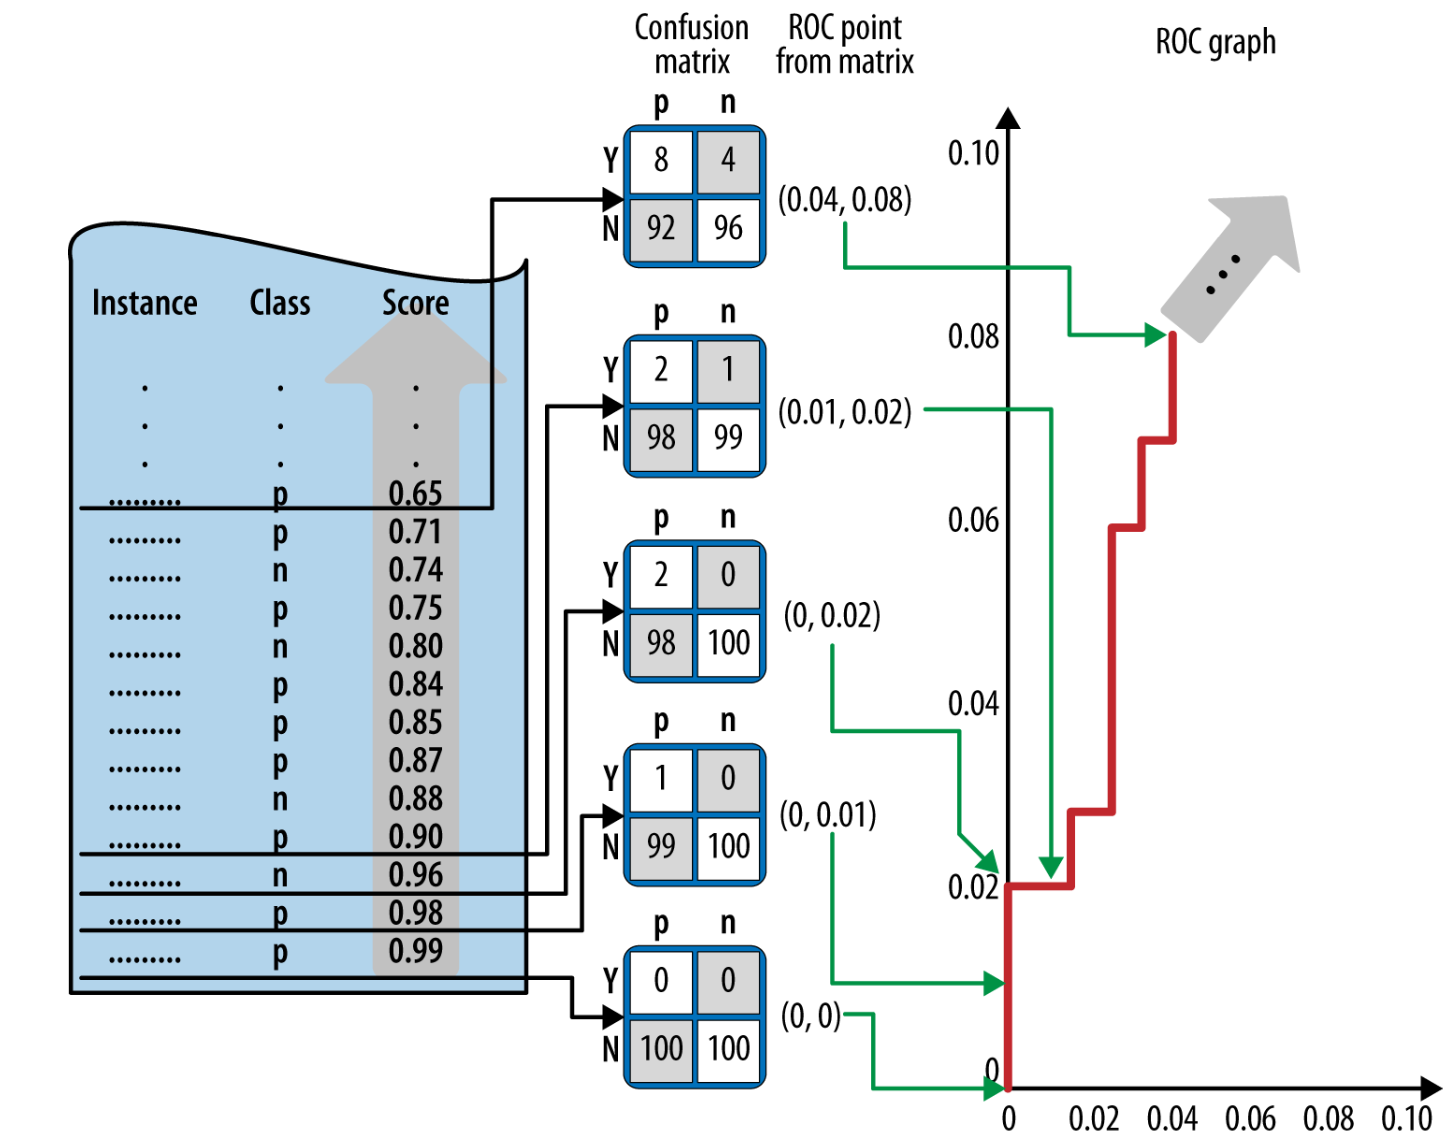 Confusion matrix
ROC point from matrix
ROC graph
Instance Class Score
. . .
. . .
. . .
......... p 0.65
......... p 0.71
......... n 0.74
......... p 0.75
......... n 0.80
......... p 0.84
......... p 0.85
......... p 0.87
......... n 0.88
......... p 0.90
......... n 0.96
......... p 0.98
......... p 0.99
p n
Y 8 4
N 92 96
(0.04, 0.08)
p n
Y 2 1
N 98 99
(0.01, 0.02)
p n
Y 2 0
N 98 100
(0, 0.02)
p n
Y 1 0
N 99 100
(0, 0.01)
p n
Y 0 0
N 100 100
(0, 0)
0.10
0.08
0.06
0.04
0.02
0
0 0.02 0.04 0.06 0.08 0.10